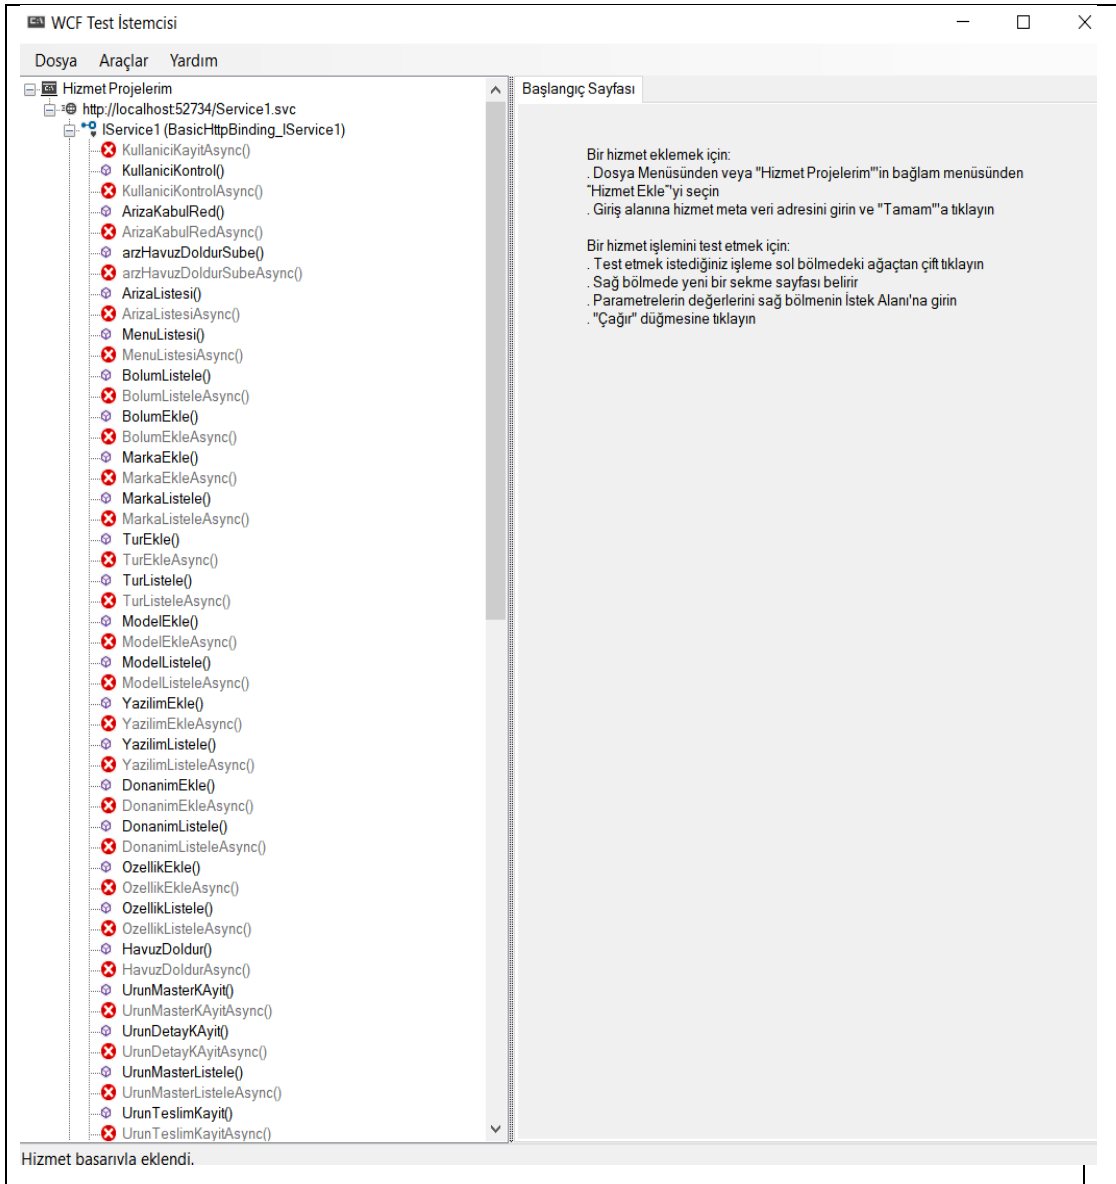 WCF Test İstemcisi
Dosya Araçlar Yardım
Hizmet Projelerim
http://localhost:52734/Service1.svc
IService1 (BasicHttpBinding_IService1)
KullaniciKayitAsync()
KullaniciKontrol()
KullaniciKontrolAsync()
ArizaKabulRed()
ArizaKabulRedAsync()
arzHavuzDoldurSube()
arzHavuzDoldurSubeAsync()
ArizaListesi()
ArizaListesiAsync()
MenuListesi()
MenuListesiAsync()
BolumListele()
BolumListeleAsync()
BolumEkle()
BolumEkleAsync()
MarkaEkle()
MarkaEkleAsync()
MarkaListele()
MarkaListeleAsync()
TurEkle()
TurEkleAsync()
TurListele()
TurListeleAsync()
ModelEkle()
ModelEkleAsync()
ModelListele()
ModelListeleAsync()
YazilimEkle()
YazilimEkleAsync()
YazilimListele()
YazilimListeleAsync()
DonanimEkle()
DonanimEkleAsync()
DonanimListele()
DonanimListeleAsync()
OzellikEkle()
OzellikEkleAsync()
OzellikListele()
OzellikListeleAsync()
HavuzDoldur()
HavuzDoldurAsync()
UrunMasterKAyit()
UrunMasterKAyitAsync()
UrunDetayKAyit()
UrunDetayKAyitAsync()
UrunMasterListele()
UrunMasterListeleAsync()
UrunTeslimKayit()
UrunTeslimKayitAsync()
Başlangıç Sayfası
Bir hizmet eklemek için:
. Dosya Menüsünden veya "Hizmet Projelerim"'in bağlam menüsünden
"Hizmet Ekle"'yi seçin
. Giriş alanına hizmet meta veri adresini girin ve "Tamam"'a tıklayın
Bir hizmet işlemini test etmek için:
. Test etmek istediğiniz işleme sol bölmedeki ağaçtan çift tıklayın
. Sağ bölmede yeni bir sekme sayfası belirir
. Parametrelerin değerlerini sağ bölmenin İstek Alanı'na girin
. "Çağır" düğmesine tıklayın
Hizmet başarıyla eklendi.